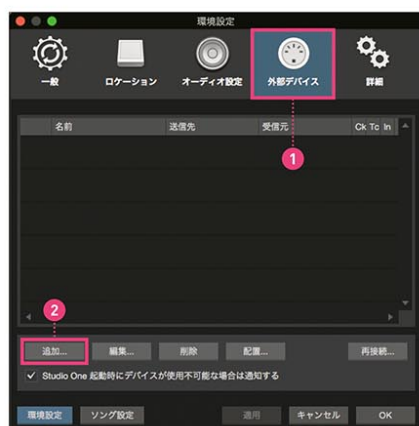 環境設定
一般 ロケーション オーディオ設定 外部デバイス 詳細
1
名前 送信先 受信元 Ck Tc In
2
追加... 編集... 削除 配置... 再接続...
Studio One 起動時にデバイスが使用不可能な場合は通知する
環境設定 ソング設定 適用 キャンセル OK